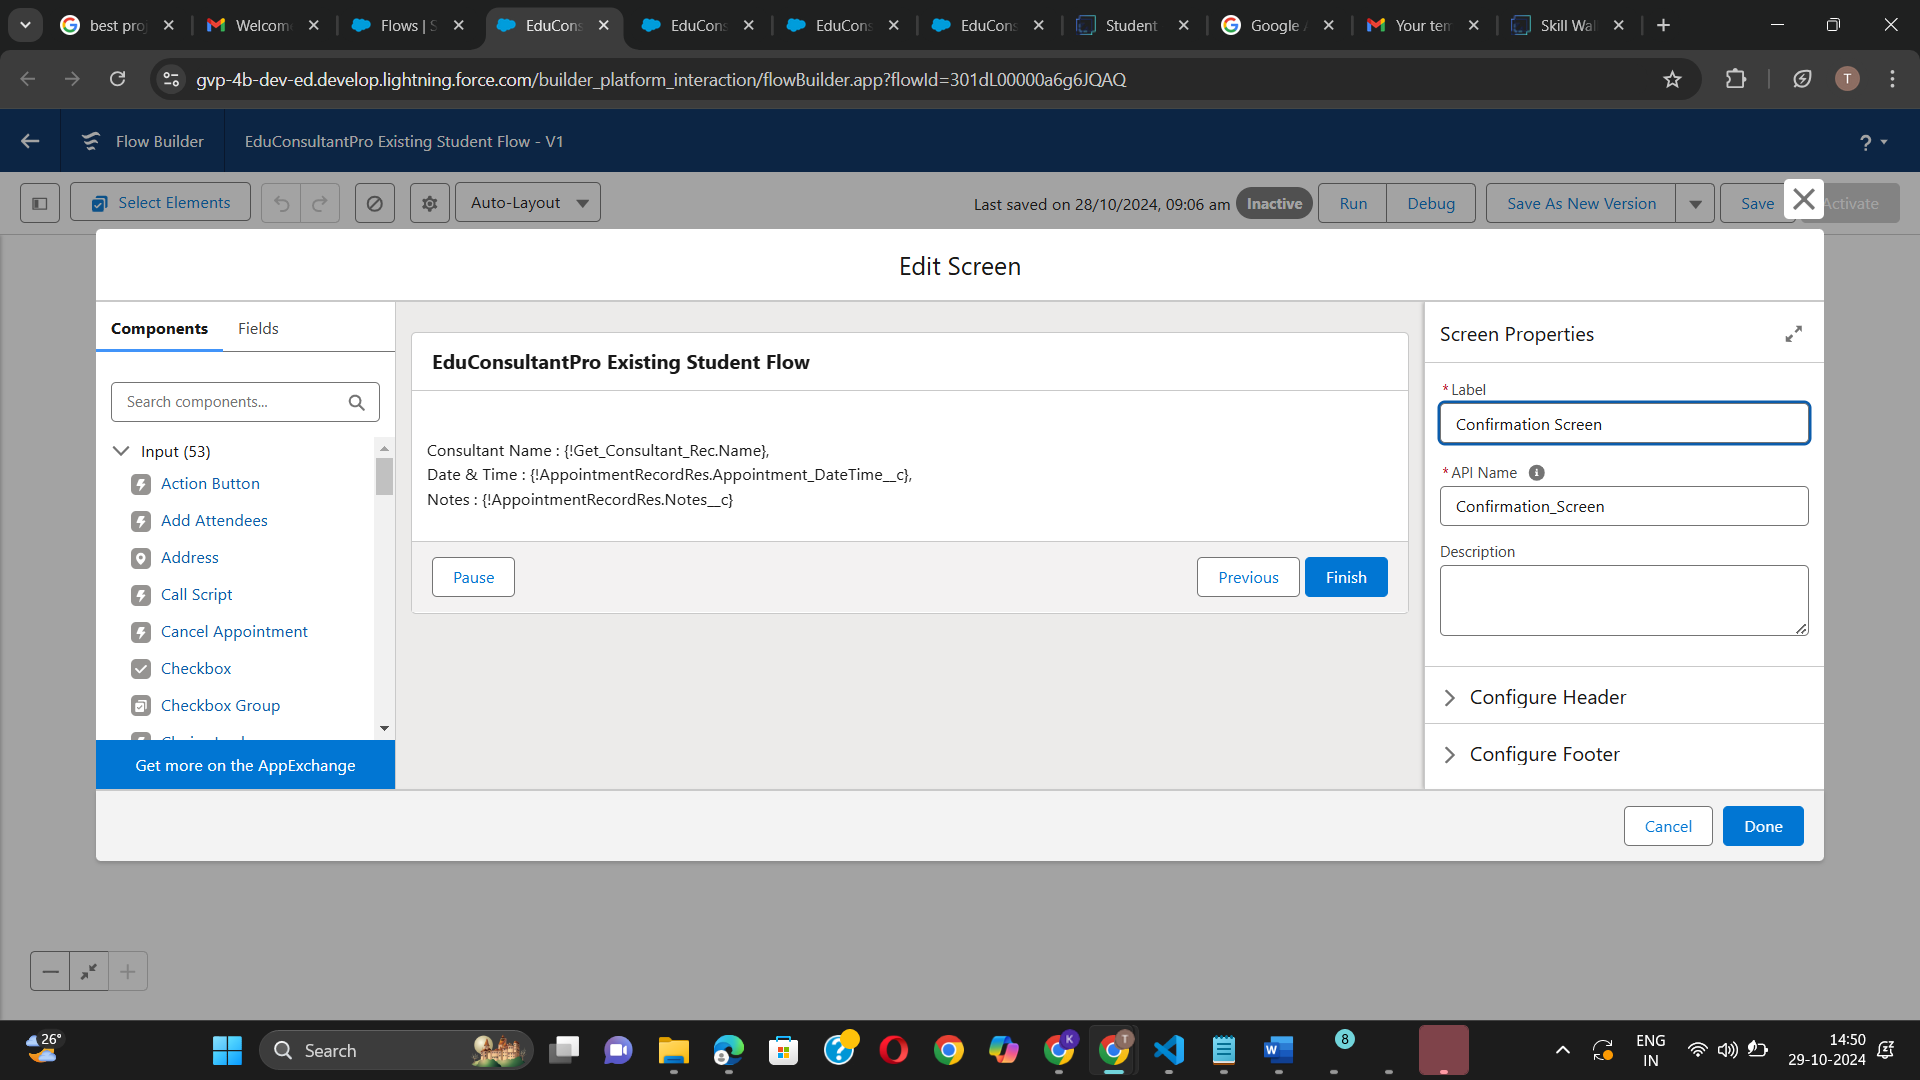 best proj
Welcome
Flows | S
EduCons
EduCons
EduCons
EduCons
Student
Google A
Your tem
Skill Wal
gvp-4b-dev-ed.develop.lightning.force.com/builder_platform_interaction/flowBuilder.app?flowId=301dL00000a6g6JQAQ
T
Flow Builder
EduConsultantPro Existing Student Flow - V1
?
Select Elements
Auto-Layout
Last saved on 28/10/2024, 09:06 am
Inactive
Run
Debug
Save As New Version
Save
Activate
Edit Screen
Components
Fields
Search components...
Input (53)
Action Button
Add Attendees
Address
Call Script
Cancel Appointment
Checkbox
Checkbox Group
Get more on the AppExchange
EduConsultantPro Existing Student Flow
Consultant Name : {!Get_Consultant_Rec.Name},
Date & Time : {!AppointmentRecordRes.Appointment_DateTime__c},
Notes : {!AppointmentRecordRes.Notes__c}
Pause
Previous
Finish
Screen Properties
* Label
Confirmation Screen
* API Name
Confirmation_Screen
Description
Configure Header
Configure Footer
Cancel
Done
26°
Search
K
T
8
ENG
IN
14:50
29-10-2024